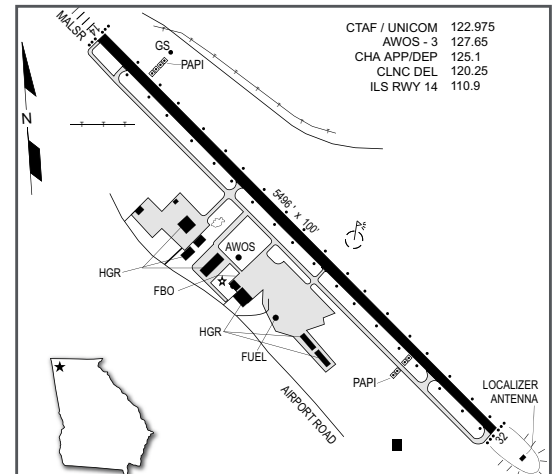 CTAF / UNICOM 122.975
AWOS - 3 127.65
CHA APP/DEP 125.1
CLNC DEL 120.25
ILS RWY 14 110.9
MALSR
14
GS
PAPI
N
5496' x 100'
AWOS
HGR
FBO
HGR
FUEL
PAPI
AIRPORT ROAD
LOCALIZER
ANTENNA
32